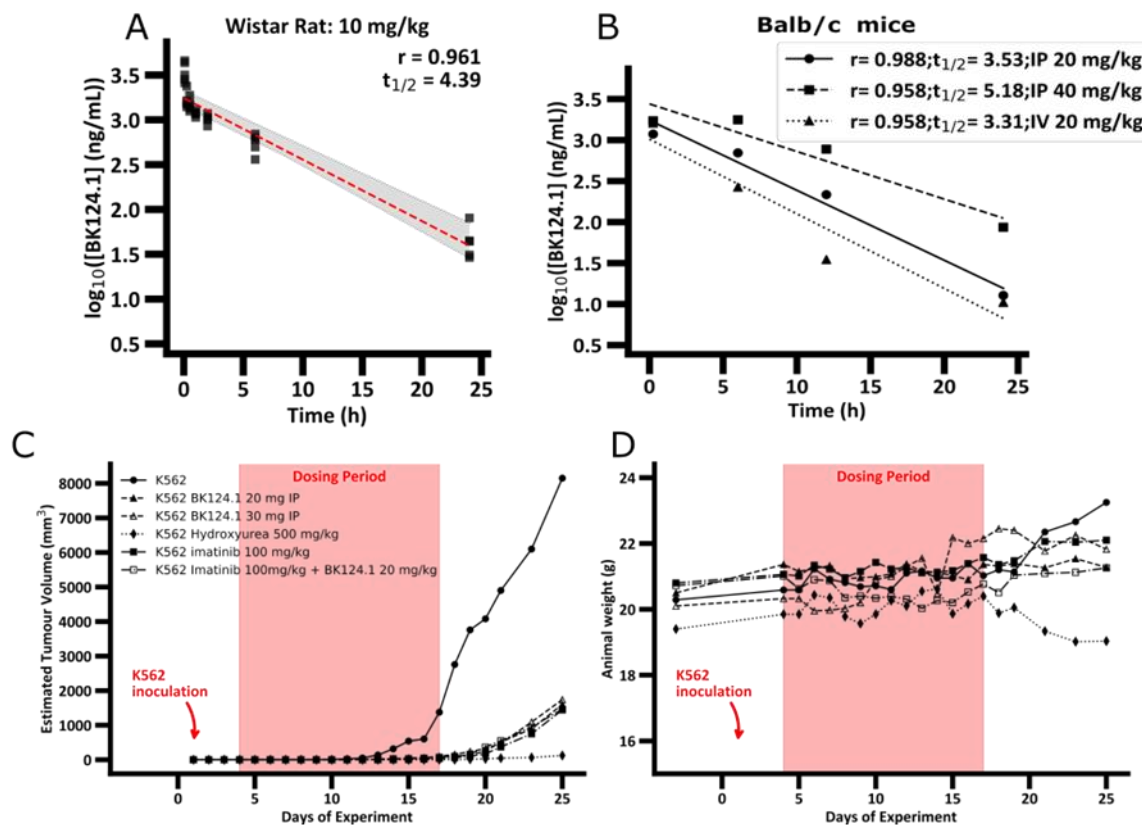 A
Wistar Rat: 10 mg/kg
r = 0.961
t1/2 = 4.39
log10([BK124.1] (ng/mL))
3.5
3.0
2.5
2.0
1.5
1.0
0.5
0 5 10 15 20 25
Time (h)
B
Balb/c mice
r= 0.988;t1/2= 3.53;IP 20 mg/kg
r= 0.958;t1/2= 5.18;IP 40 mg/kg
r= 0.958;t1/2= 3.31;IV 20 mg/kg
log10([BK124.1] (ng/mL))
3.5
3.0
2.5
2.0
1.5
1.0
0.5
0 5 10 15 20 25
Time (h)
C
Dosing Period
K562
K562 BK124.1 20 mg IP
K562 BK124.1 30 mg IP
K562 Hydroxyurea 500 mg/kg
K562 imatinib 100 mg/kg
K562 Imatinib 100mg/kg + BK124.1 20 mg/kg
K562
inoculation
Estimated Tumour Volume (mm3)
8000
7000
6000
5000
4000
3000
2000
1000
0
0 5 10 15 20 25
Days of Experiment
D
Dosing Period
K562
inoculation
Animal weight (g)
24
22
20
18
16
0 5 10 15 20 25
Days of Experiment